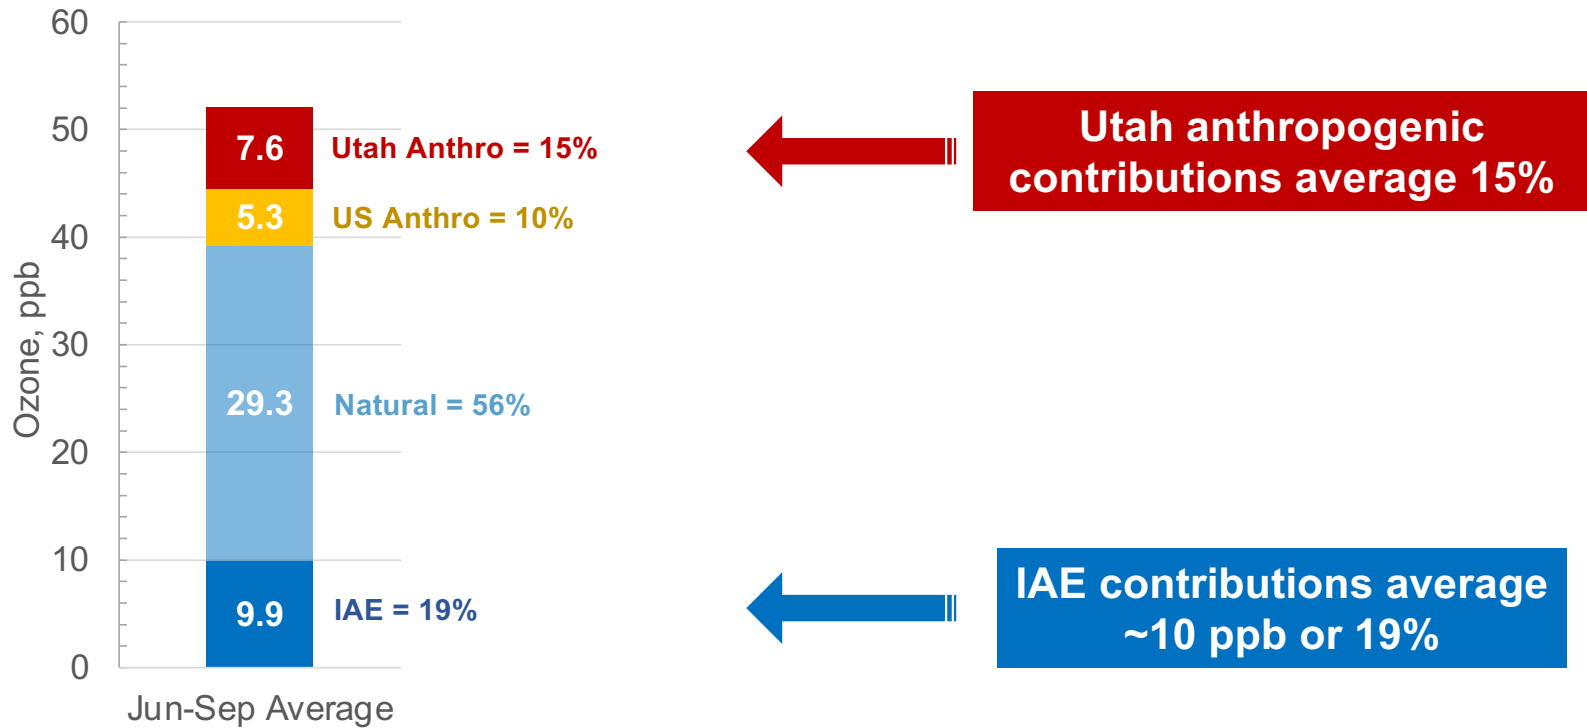 60
50
40
30
20
10
0
Ozone, ppb
7.6
Utah Anthro = 15%
5.3
US Anthro = 10%
29.3
Natural = 56%
9.9
IAE = 19%
Jun-Sep Average
Utah anthropogenic
contributions average 15%
IAE contributions average
~10 ppb or 19%